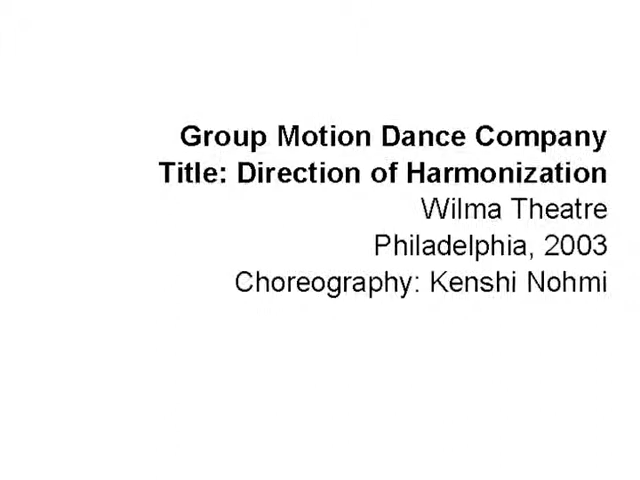 Group Motion Dance Company
Title: Direction of Harmonization
Wilma Theatre
Philadelphia, 2003
Choreography: Kenshi Nohmi